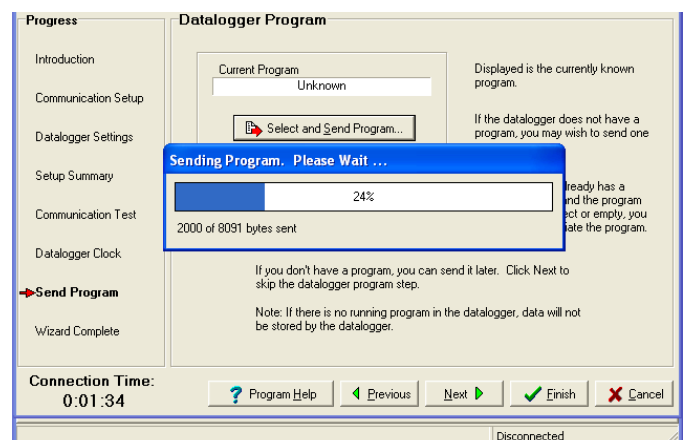 Progress
Introduction
Communication Setup
Datalogger Settings
Setup Summary
Communication Test
Datalogger Clock
Send Program
Wizard Complete
Datalogger Program
Current Program
Unknown
Select and Send Program...
Displayed is the currently known
program.
If the datalogger does not have a
program, you may wish to send one
has a
and the program
or empty, you
the program.
Sending Program. Please Wait ...
24%
2000 of 8091 bytes sent
If you don't have a program, you can send it later. Click Next to
skip the datalogger program step.
Note: If there is no running program in the datalogger, data will not
be stored by the datalogger.
Connection Time:
0:01:34
Program Help
Previous
Next
Finish
Cancel
Disconnected